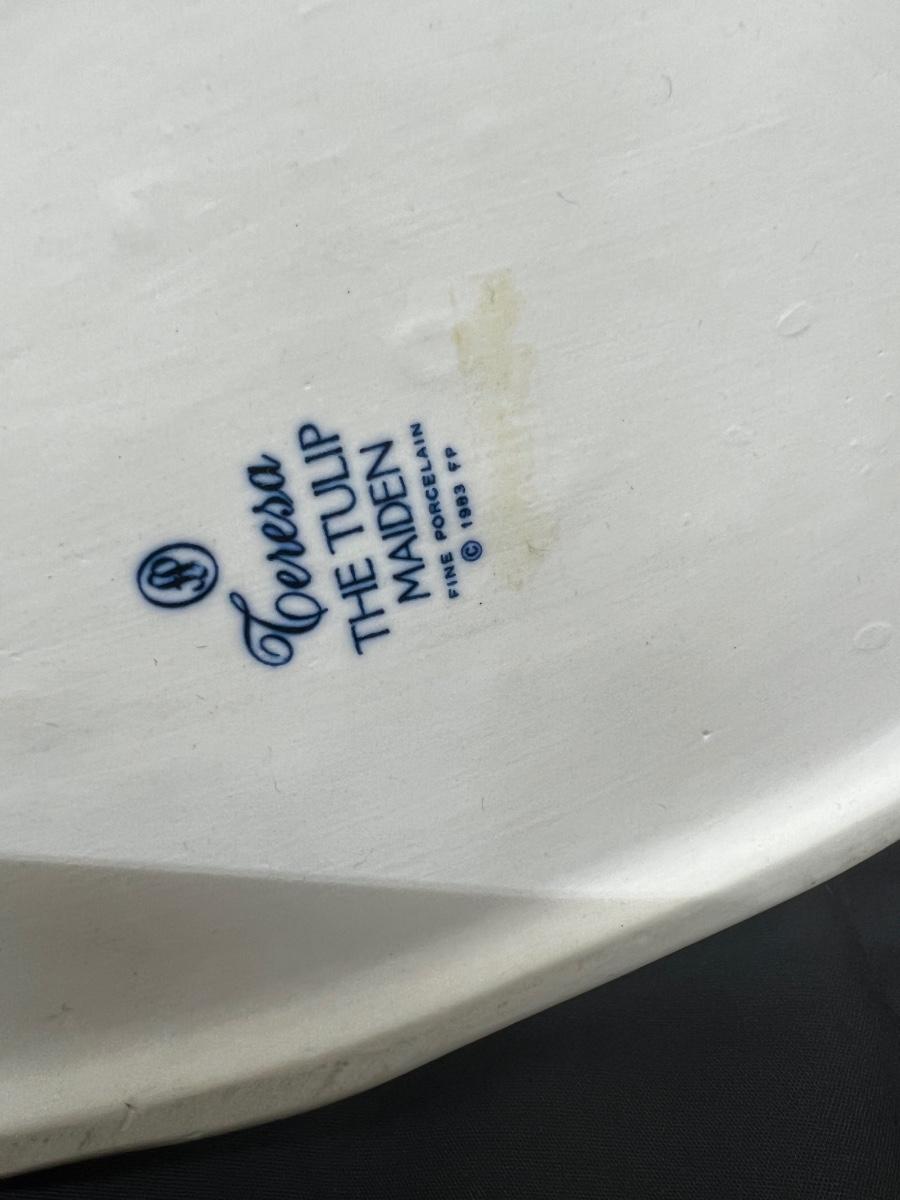 Teresa
THE TULIP
MAIDEN
FINE PORCELAIN
© 1983 FP